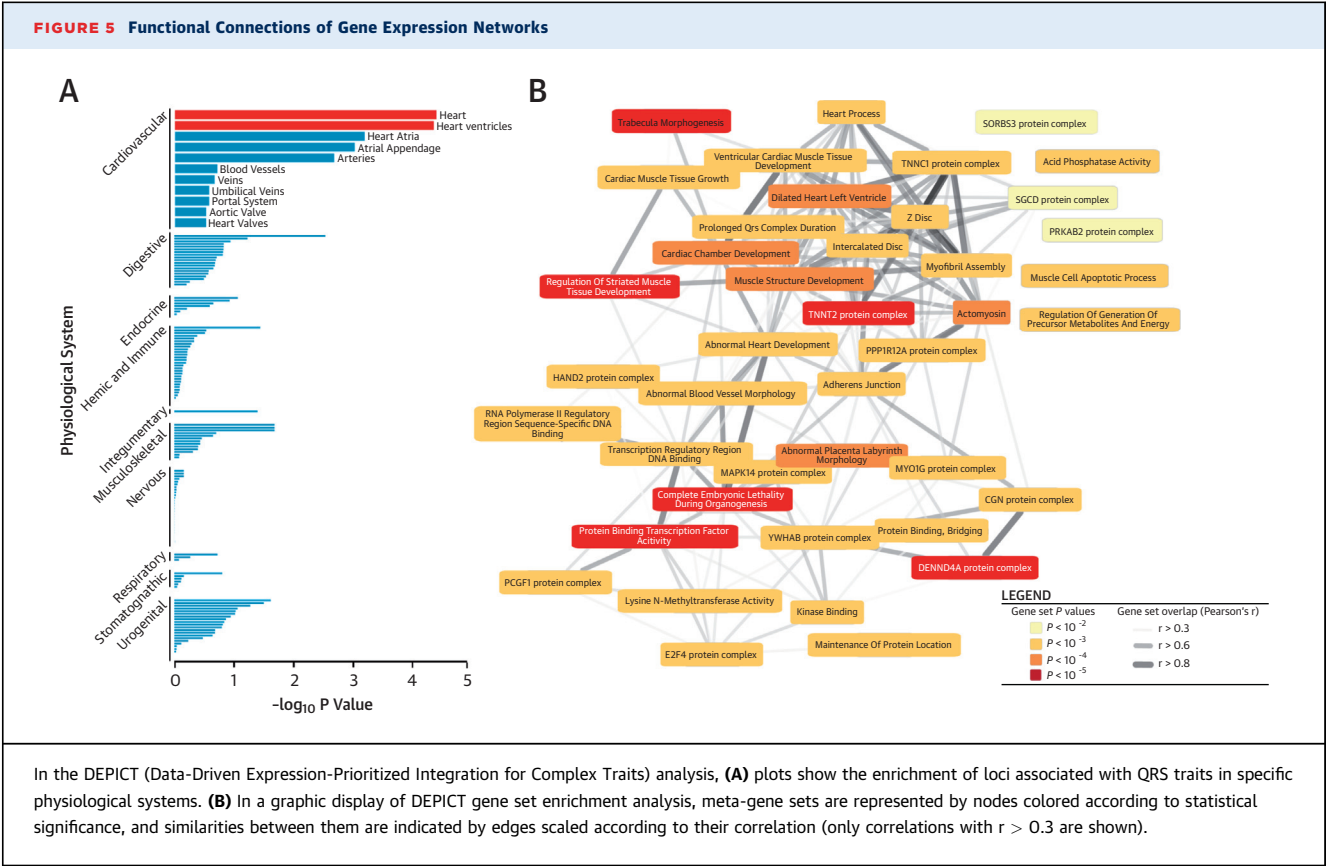 FIGURE 5 Functional Connections of Gene Expression Networks
A
Physiological System
Cardiovascular
Heart
Heart ventricles
Heart Atria
Atrial Appendage
Arteries
Blood Vessels
Veins
Umbilical Veins
Portal System
Aortic Valve
Heart Valves
Digestive
Endocrine
Hemic and Immune
Integumentary
Musculoskeletal
Nervous
Respiratory
Stomatognathic
Urogenital
0 1 2 3 4 5
-log10 P Value
B
Trabecula Morphogenesis
Heart Process
SORBS3 protein complex
Ventricular Cardiac Muscle Tissue
Development
TNNC1 protein complex
Acid Phosphatase Activity
Cardiac Muscle Tissue Growth
Dilated Heart Left Ventricle
SGCD protein complex
Z Disc
Prolonged Qrs Complex Duration
PRKAB2 protein complex
Intercalated Disc
Cardiac Chamber Development
Myofibril Assembly
Muscle Cell Apoptotic Process
Regulation Of Striated Muscle
Tissue Development
Muscle Structure Development
TNNT2 protein complex
Actomyosin
Regulation Of Generation Of
Precursor Metabolites And Energy
Abnormal Heart Development
PPP1R12A protein complex
HAND2 protein complex
Adherens Junction
Abnormal Blood Vessel Morphology
RNA Polymerase II Regulatory
Region Sequence-Specific DNA
Binding
Transcription Regulatory Region
DNA Binding
Abnormal Placenta Labyrinth
Morphology
MAPK14 protein complex
MYO1G protein complex
Complete Embryonic Lethality
During Organogenesis
CGN protein complex
Protein Binding Transcription Factor
Acitivity
YWHAB protein complex
Protein Binding, Bridging
DENND4A protein complex
PCGF1 protein complex
Lysine N-Methyltransferase Activity
Kinase Binding
E2F4 protein complex
Maintenance Of Protein Location
LEGEND
Gene set P values
P < 10 -2
P < 10 -3
P < 10 -4
P < 10 -5
Gene set overlap (Pearson's r)
r > 0.3
r > 0.6
r > 0.8
In the DEPICT (Data-Driven Expression-Prioritized Integration for Complex Traits) analysis, (A) plots show the enrichment of loci associated with QRS traits in specific
physiological systems. (B) In a graphic display of DEPICT gene set enrichment analysis, meta-gene sets are represented by nodes colored according to statistical
significance, and similarities between them are indicated by edges scaled according to their correlation (only correlations with r > 0.3 are shown).